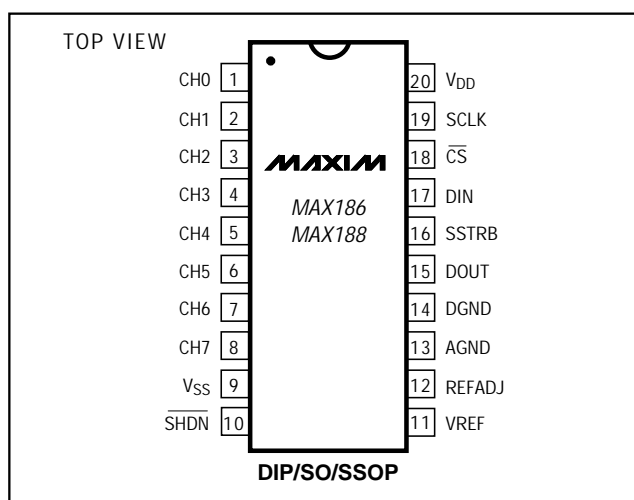 TOP VIEW
CH0 1 20 VDD
CH1 2 19 SCLK
CH2 3 MAXIM 18 C̅S̅
CH3 4 MAX186 17 DIN
CH4 5 MAX188 16 SSTRB
CH5 6 15 DOUT
CH6 7 14 DGND
CH7 8 13 AGND
VSS 9 12 REFADJ
S̅H̅D̅N̅ 10 11 VREF
DIP/SO/SSOP